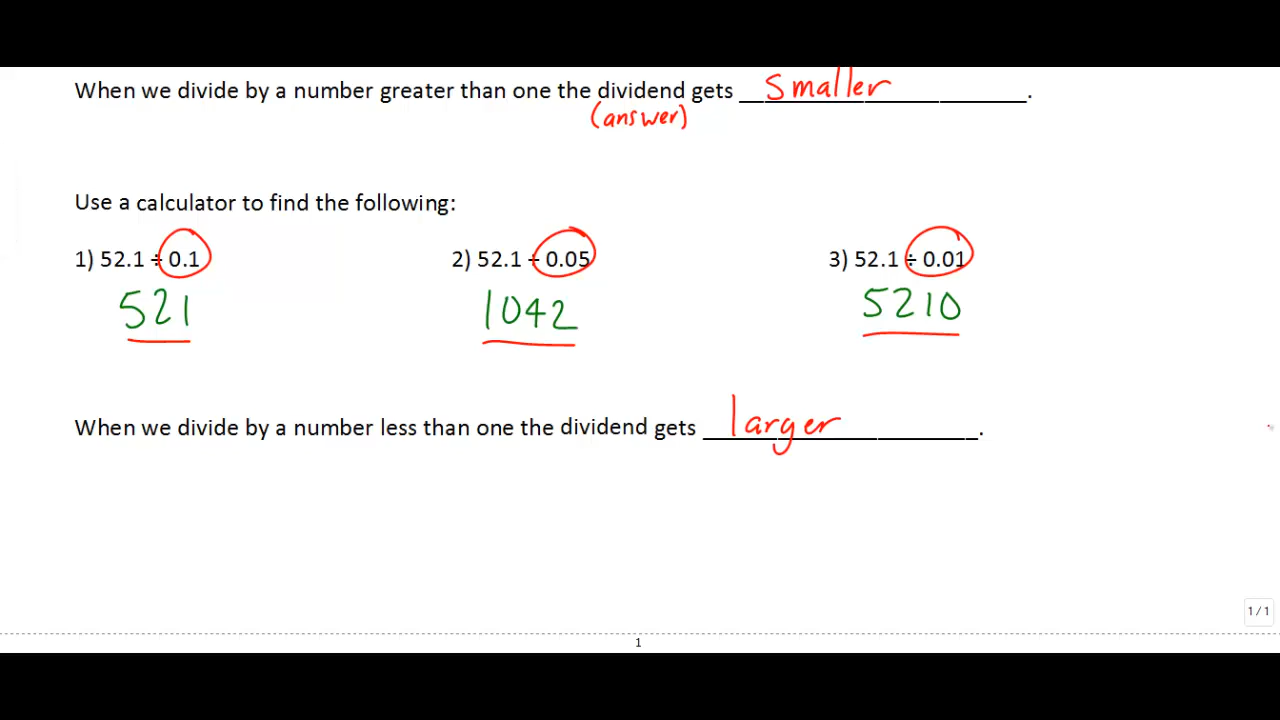 When we divide by a number greater than one the dividend gets smaller.
(answer)
Use a calculator to find the following:
1) 52.1 ÷ 0.1 2) 52.1 ÷ 0.05 3) 52.1 ÷ 0.01
521 1042 5210
When we divide by a number less than one the dividend gets larger.
1 / 1
1